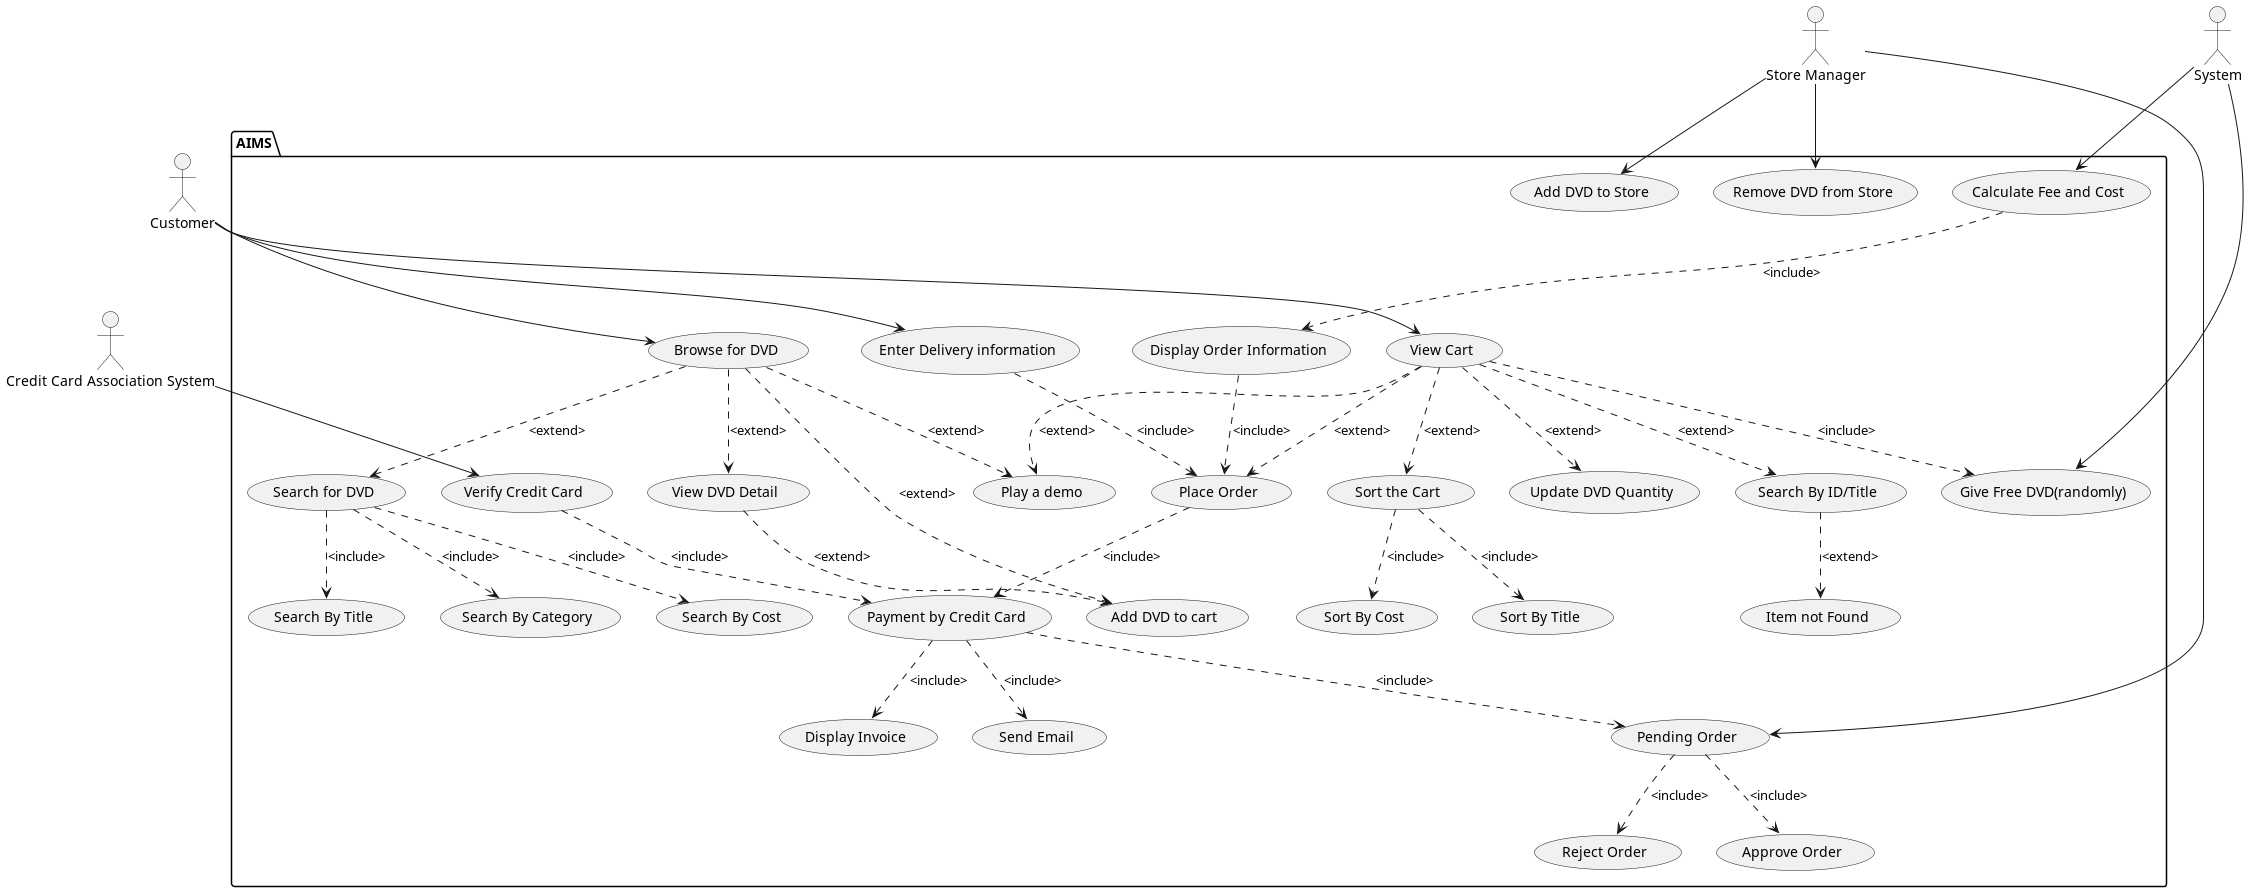 Store Manager
System
AIMS
Customer
Add DVD to Store
Remove DVD from Store
Calculate Fee and Cost
<include>
Credit Card Association System
Browse for DVD
Enter Delivery information
Display Order Information
View Cart
<extend>
<extend>
<extend>
<extend>
<include>
<include>
<extend>
<extend>
<extend>
<extend>
<include>
<extend>
Search for DVD
Verify Credit Card
View DVD Detail
Play a demo
Place Order
Sort the Cart
Update DVD Quantity
Search By ID/Title
Give Free DVD(randomly)
<include>
<include>
<include>
<include>
<extend>
<include>
<include>
<include>
<extend>
Search By Title
Search By Category
Search By Cost
Payment by Credit Card
Add DVD to cart
Sort By Cost
Sort By Title
Item not Found
<include>
<include>
<include>
Display Invoice
Send Email
Pending Order
<include>
<include>
Reject Order
Approve Order